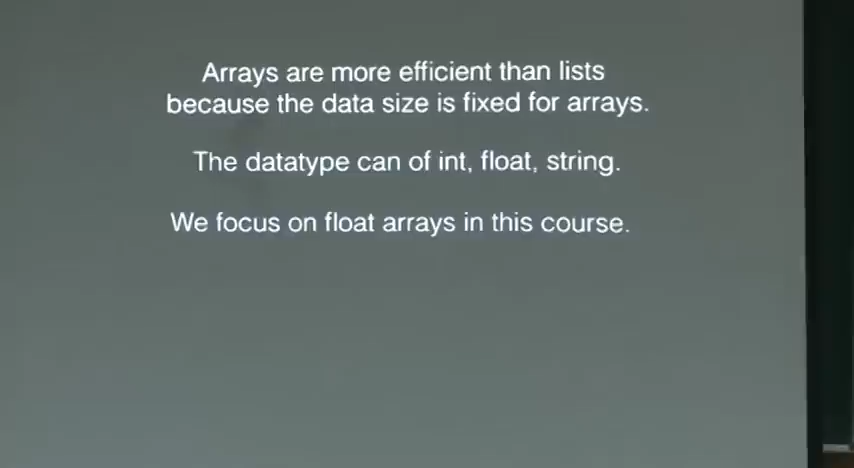 Arrays are more efficient than lists
because the data size is fixed for arrays.
The datatype can of int, float, string.
We focus on float arrays in this course.